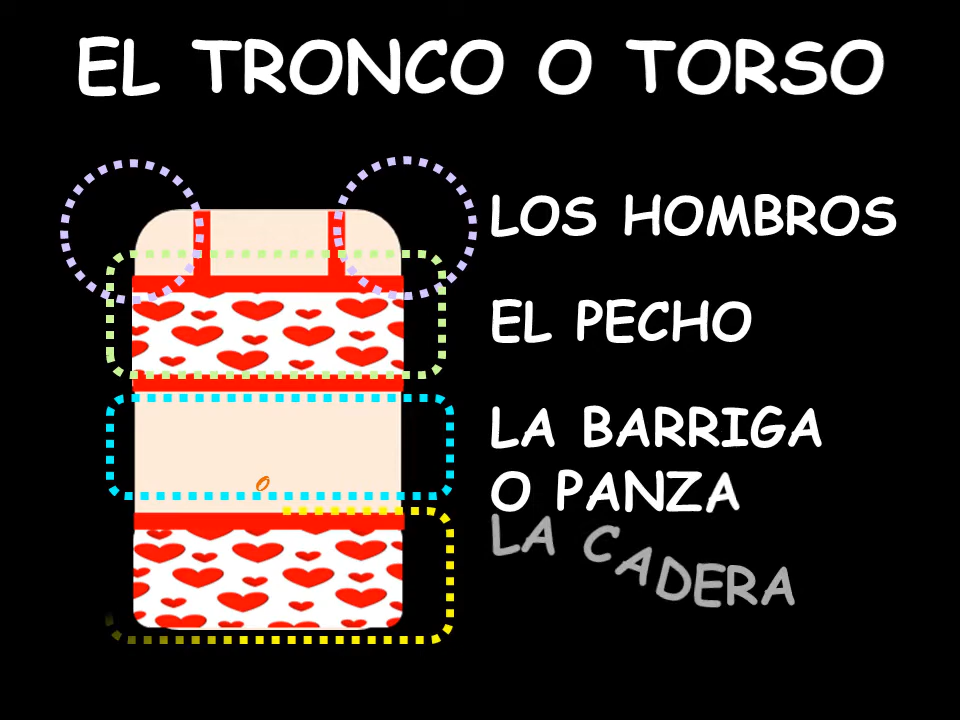 EL TRONCO O TORSO
LOS HOMBROS
EL PECHO
LA BARRIGA
O PANZA
LA CADERA